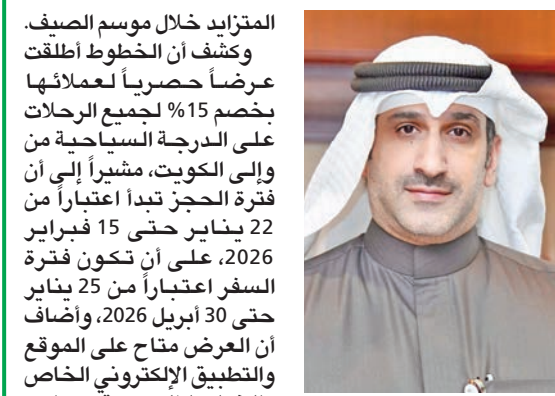 المتزايد خلال موسم الصيف.
وكشف أن الخطوط أطلقت
عرضاً حصرياً لعملائها
بخصم 15% لجميع الرحلات
على الدرجة السياحية من
وإلى الكويت، مشيراً إلى أن
فترة الحجز تبدأ اعتباراً من
22 يناير حتى 15 فبراير
2026، على أن تكون فترة
السفر اعتباراً من 25 يناير
حتى 30 أبريل 2026، وأضاف
أن العرض متاح على الموقع
والتطبيق الإلكتروني الخاص